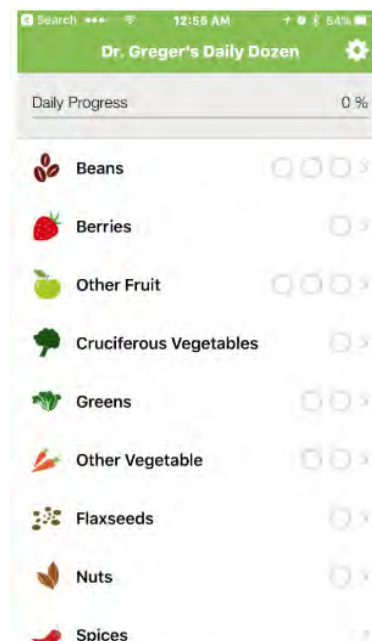 Search 12:56 AM 54%
Dr. Greger's Daily Dozen
Daily Progress 0 %
Beans
Berries
Other Fruit
Cruciferous Vegetables
Greens
Other Vegetable
Flaxseeds
Nuts
Spices